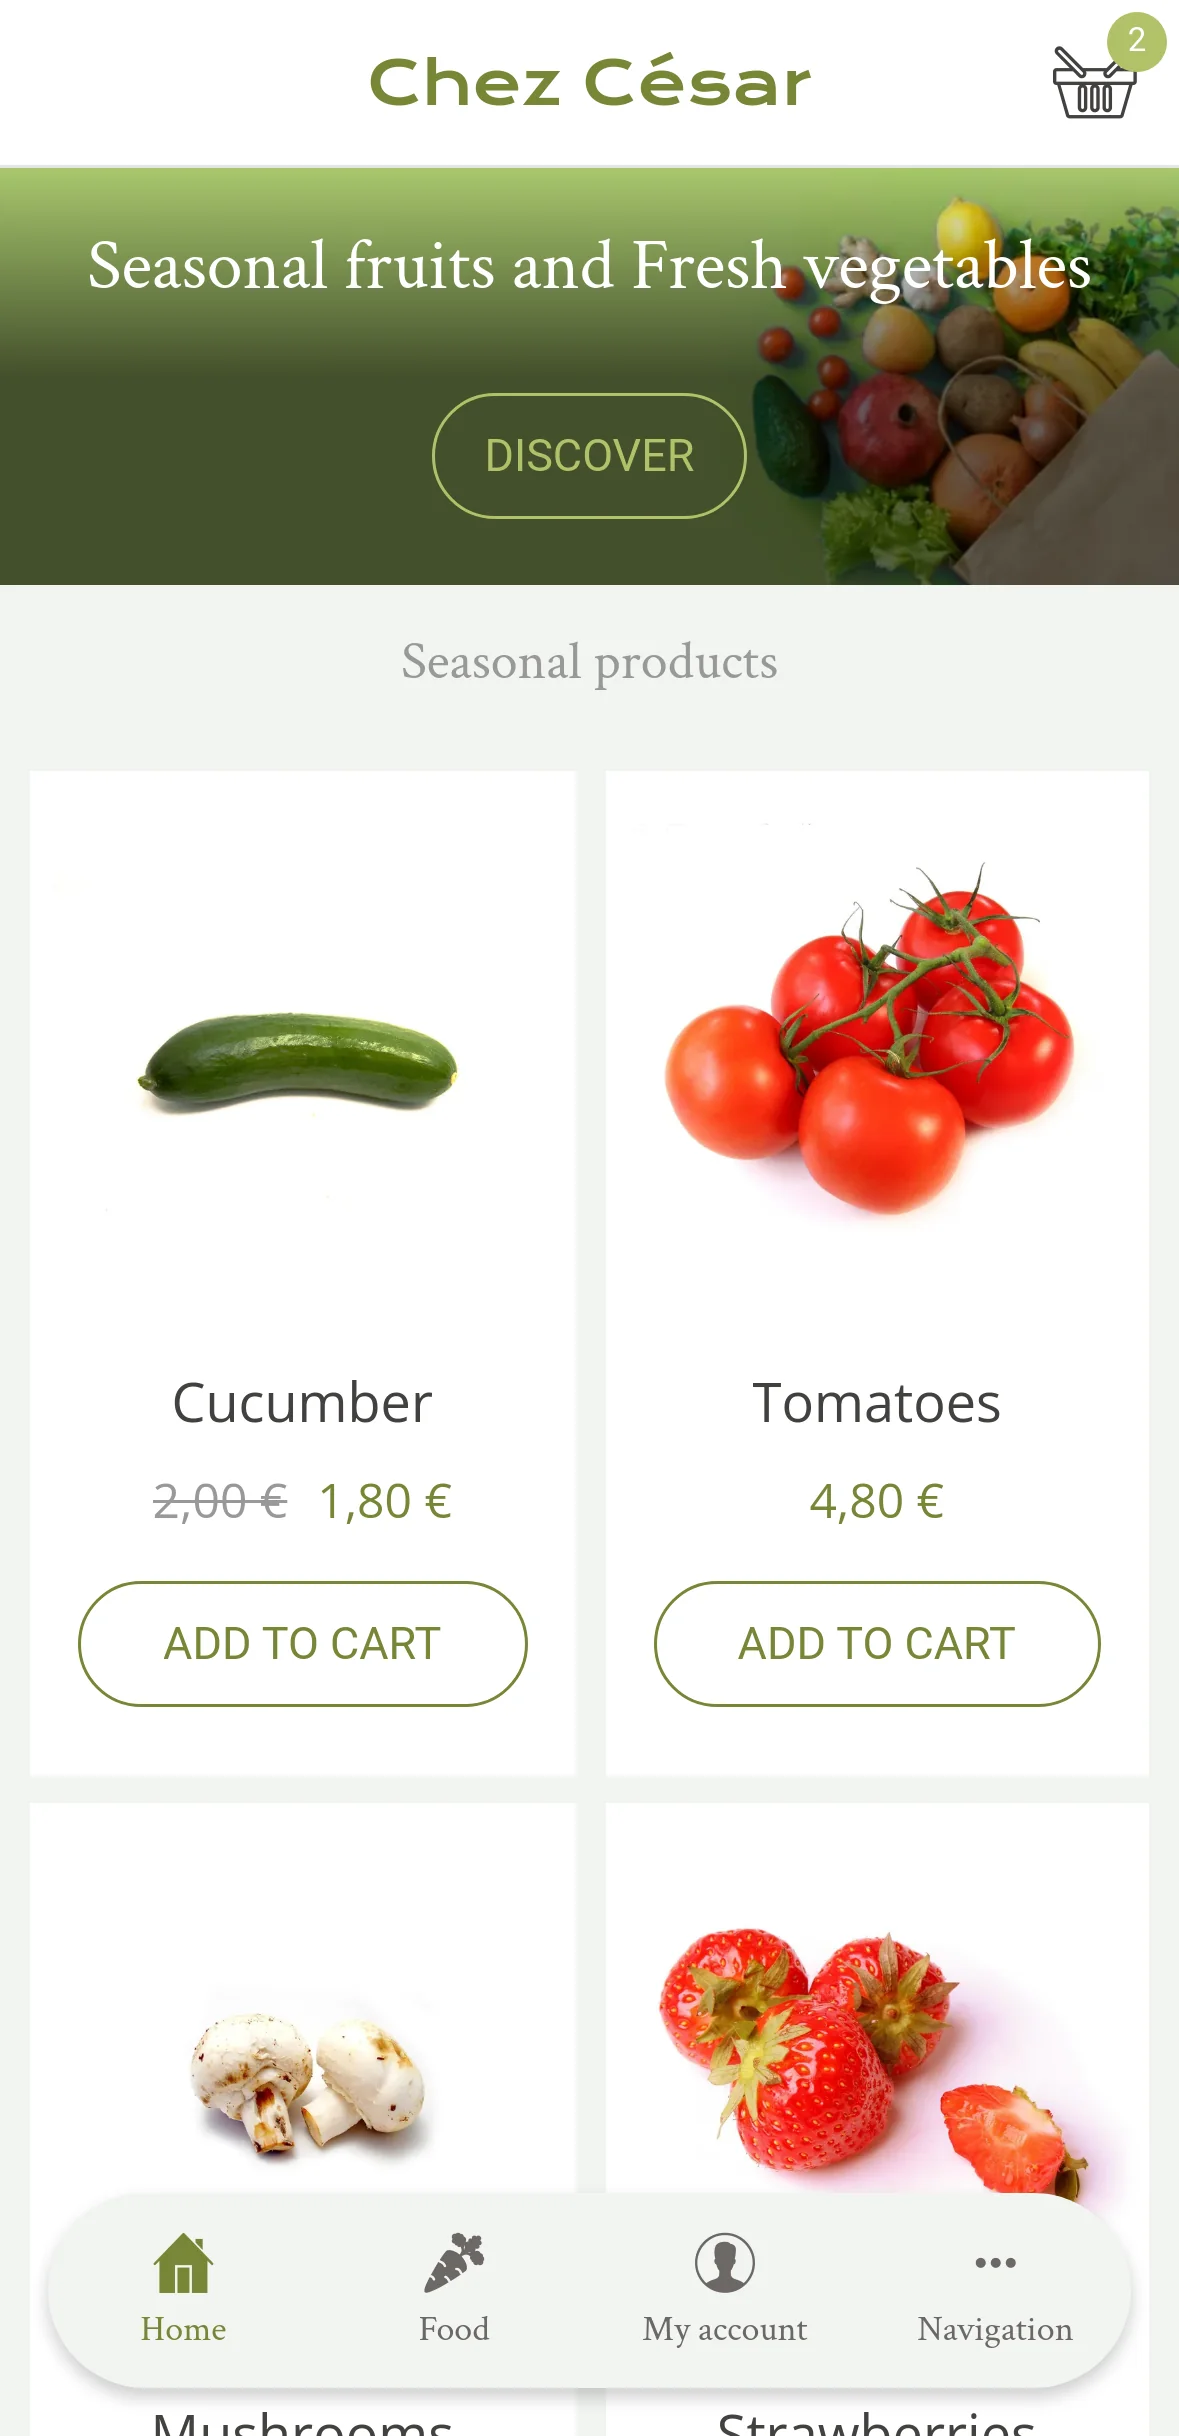 Chez César
2
Seasonal fruits and Fresh vegetables
DISCOVER
Seasonal products
Cucumber
2,00 € 1,80 €
ADD TO CART
Tomatoes
4,80 €
ADD TO CART
Mushrooms
Strawberries
Home
Food
My account
Navigation